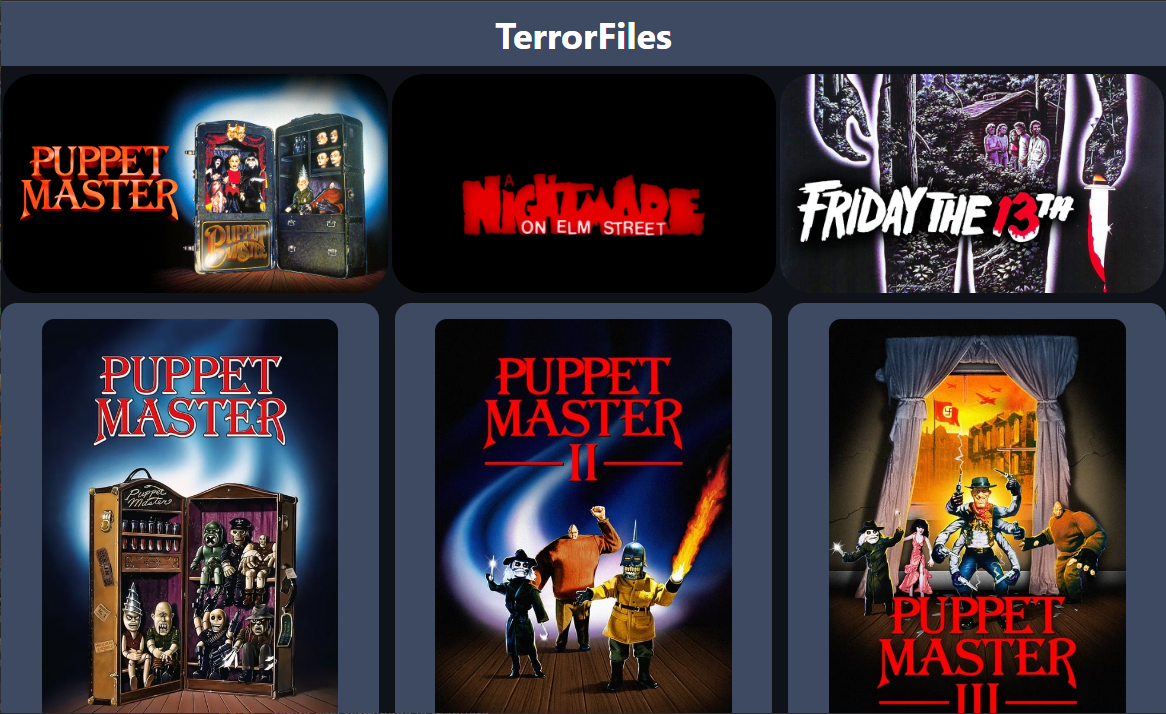 TerrorFiles
PUPPET
MASTER
PUPPET
MASTER
A
NIGHTMARE
ON ELM STREET
FRIDAY THE 13TH
PUPPET
MASTER
Puppet
Master
PUPPET
MASTER
II
PUPPET
MASTER
III